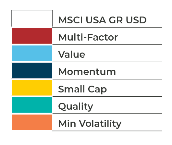 MSCI USA GR USD
Multi-Factor
Value
Momentum
Small Cap
Quality
Min Volatility